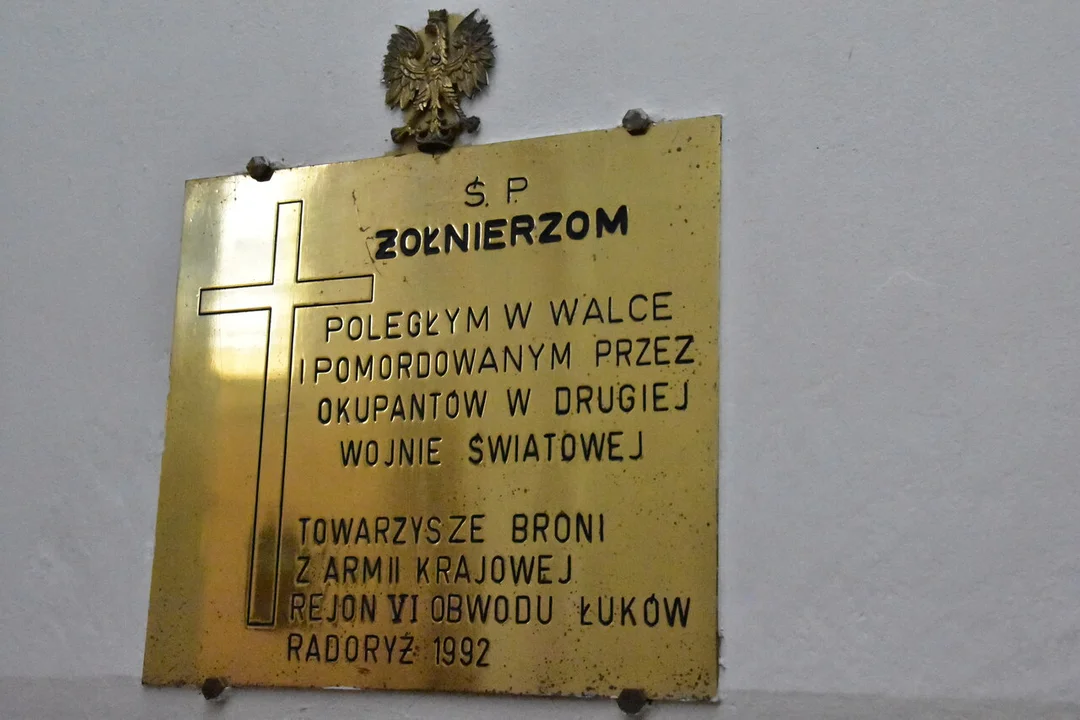 Ś. P.
ŻOŁNIERZOM
POLEGŁYM W WALCE
I POMORDOWANYM PRZEZ
OKUPANTÓW W DRUGIEJ
WOJNIE ŚWIATOWEJ
TOWARZYSZE BRONI
Z ARMII KRAJOWEJ
REJON VI OBWODU ŁUKÓW
RADORYŻ 1992